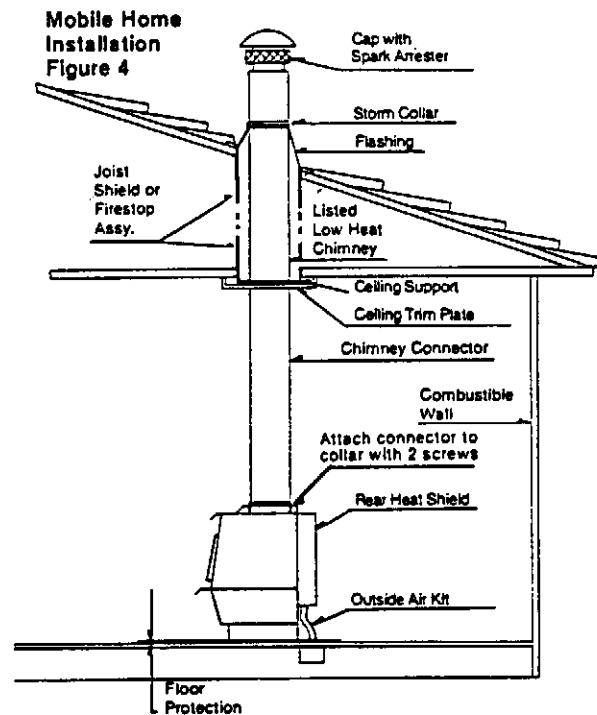 Mobile Home
Installation
Figure 4
Cap with
Spark Arrester
Storm Collar
Flashing
Joist
Shield or
Firestop
Assy.
Listed
Low Heat
Chimney
Ceiling Support
Ceiling Trim Plate
Chimney Connector
Combustible
Wall
Attach connector to
collar with 2 screws
Rear Heat Shield
Outside Air Kit
Floor
Protection